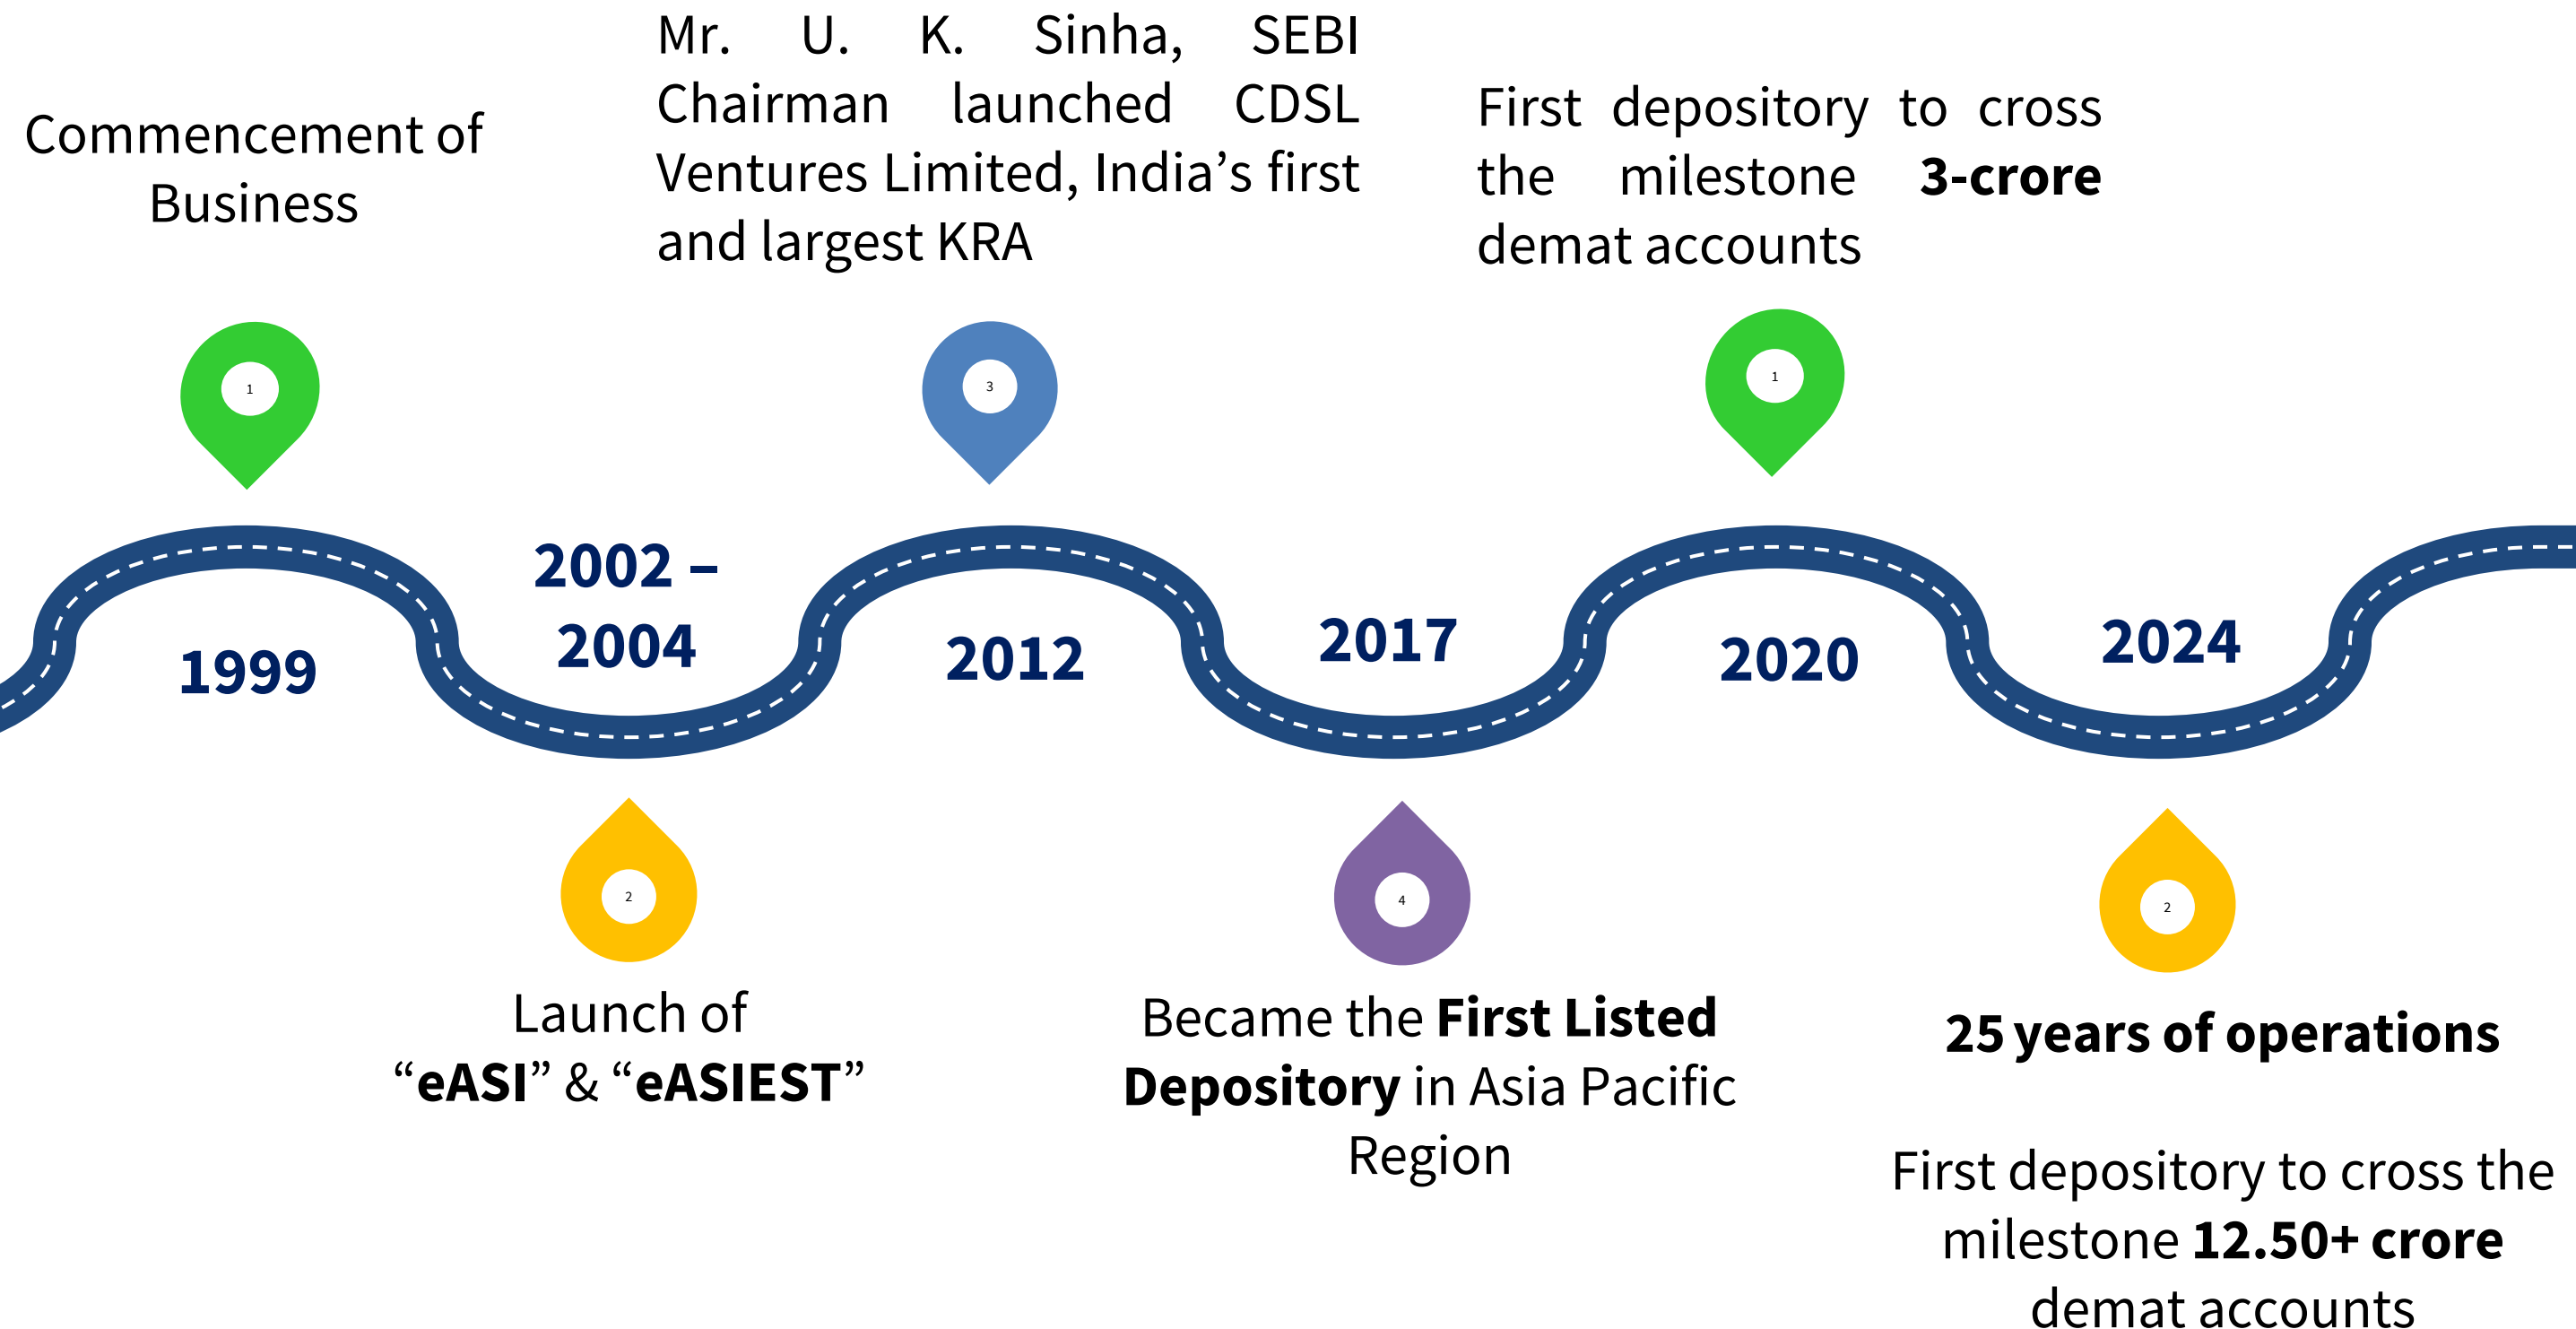 Commencement of
Business
1
1999
2002 –
2004
2
Launch of
“eASI” & “eASIEST”
Mr. U. K. Sinha, SEBI
Chairman launched CDSL
Ventures Limited, India’s first
and largest KRA
3
2012
2017
4
Became the First Listed
Depository in Asia Pacific
Region
First depository to cross
the milestone 3-crore
demat accounts
1
2020
2024
2
25 years of operations
First depository to cross the
milestone 12.50+ crore
demat accounts